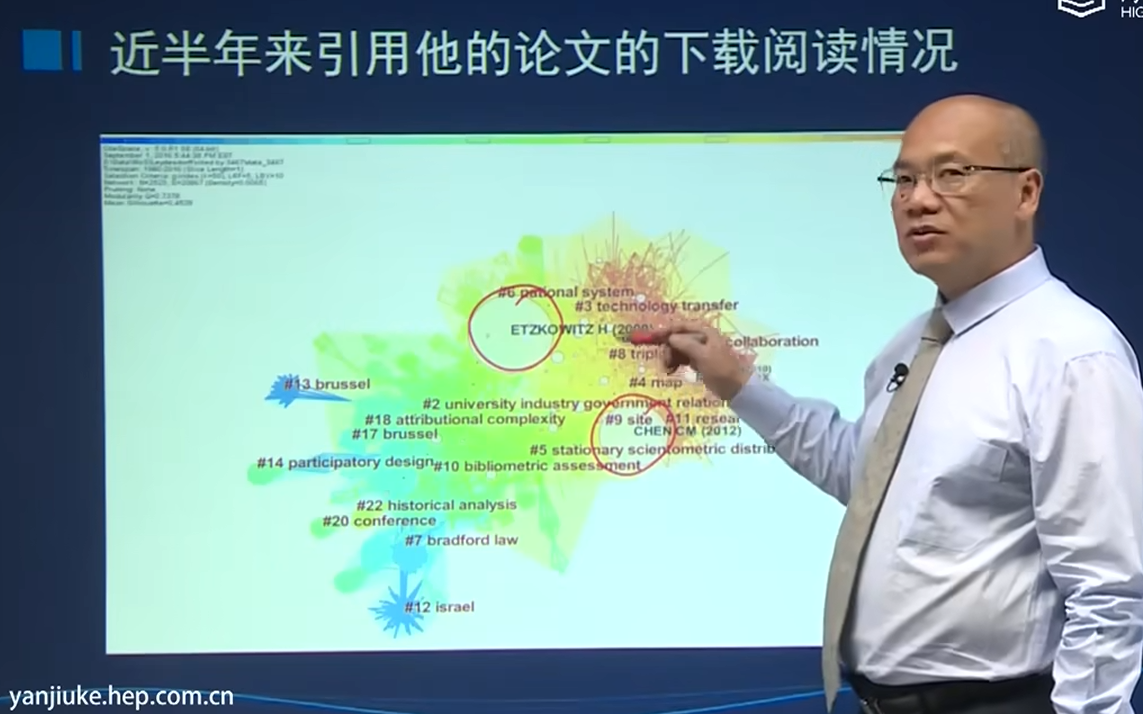 HIG
近半年来引用他的论文的下载阅读情况
#6 national system
#3 technology transfer
ETZKOWITZ H
collaboration
#8
#4 map
#13 brussel
#2 university industry government relation
#18 attributional complexity
#9 site
#11
#17 brussel
CHEN CM (2012)
#5 stationary scientometric distrib
#14 participatory design
#10 bibliometric assessment
#22 historical analysis
#20 conference
#7 bradford law
#12 israel
yanjiuke.hep.com.cn